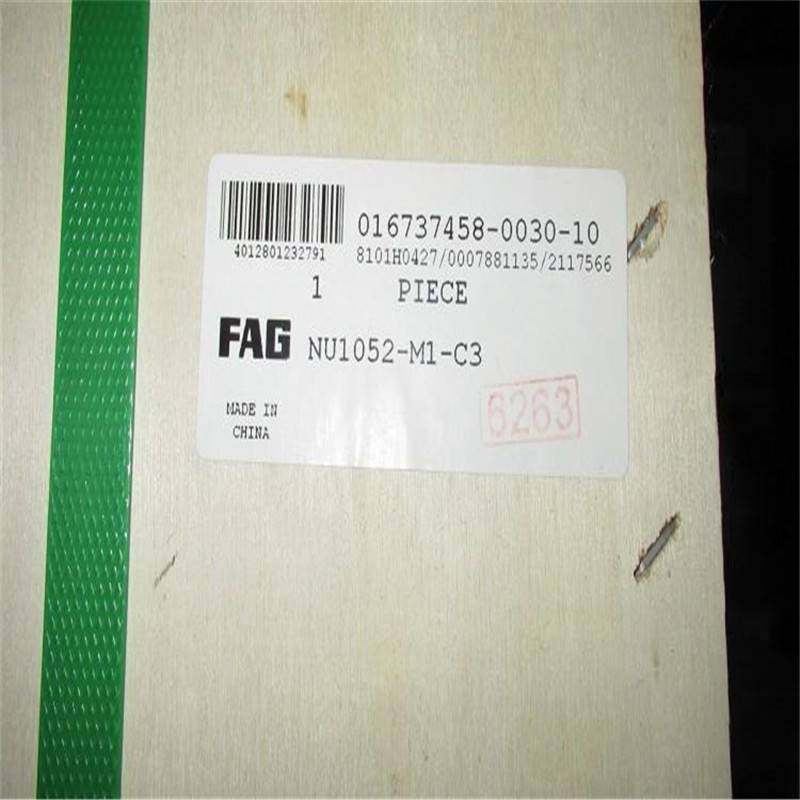 016737458-0030-10
4012801232791
8101H0427/0007881135/2117566
1 PIECE
FAG NU1052-M1-C3
MADE IN
CHINA
6263